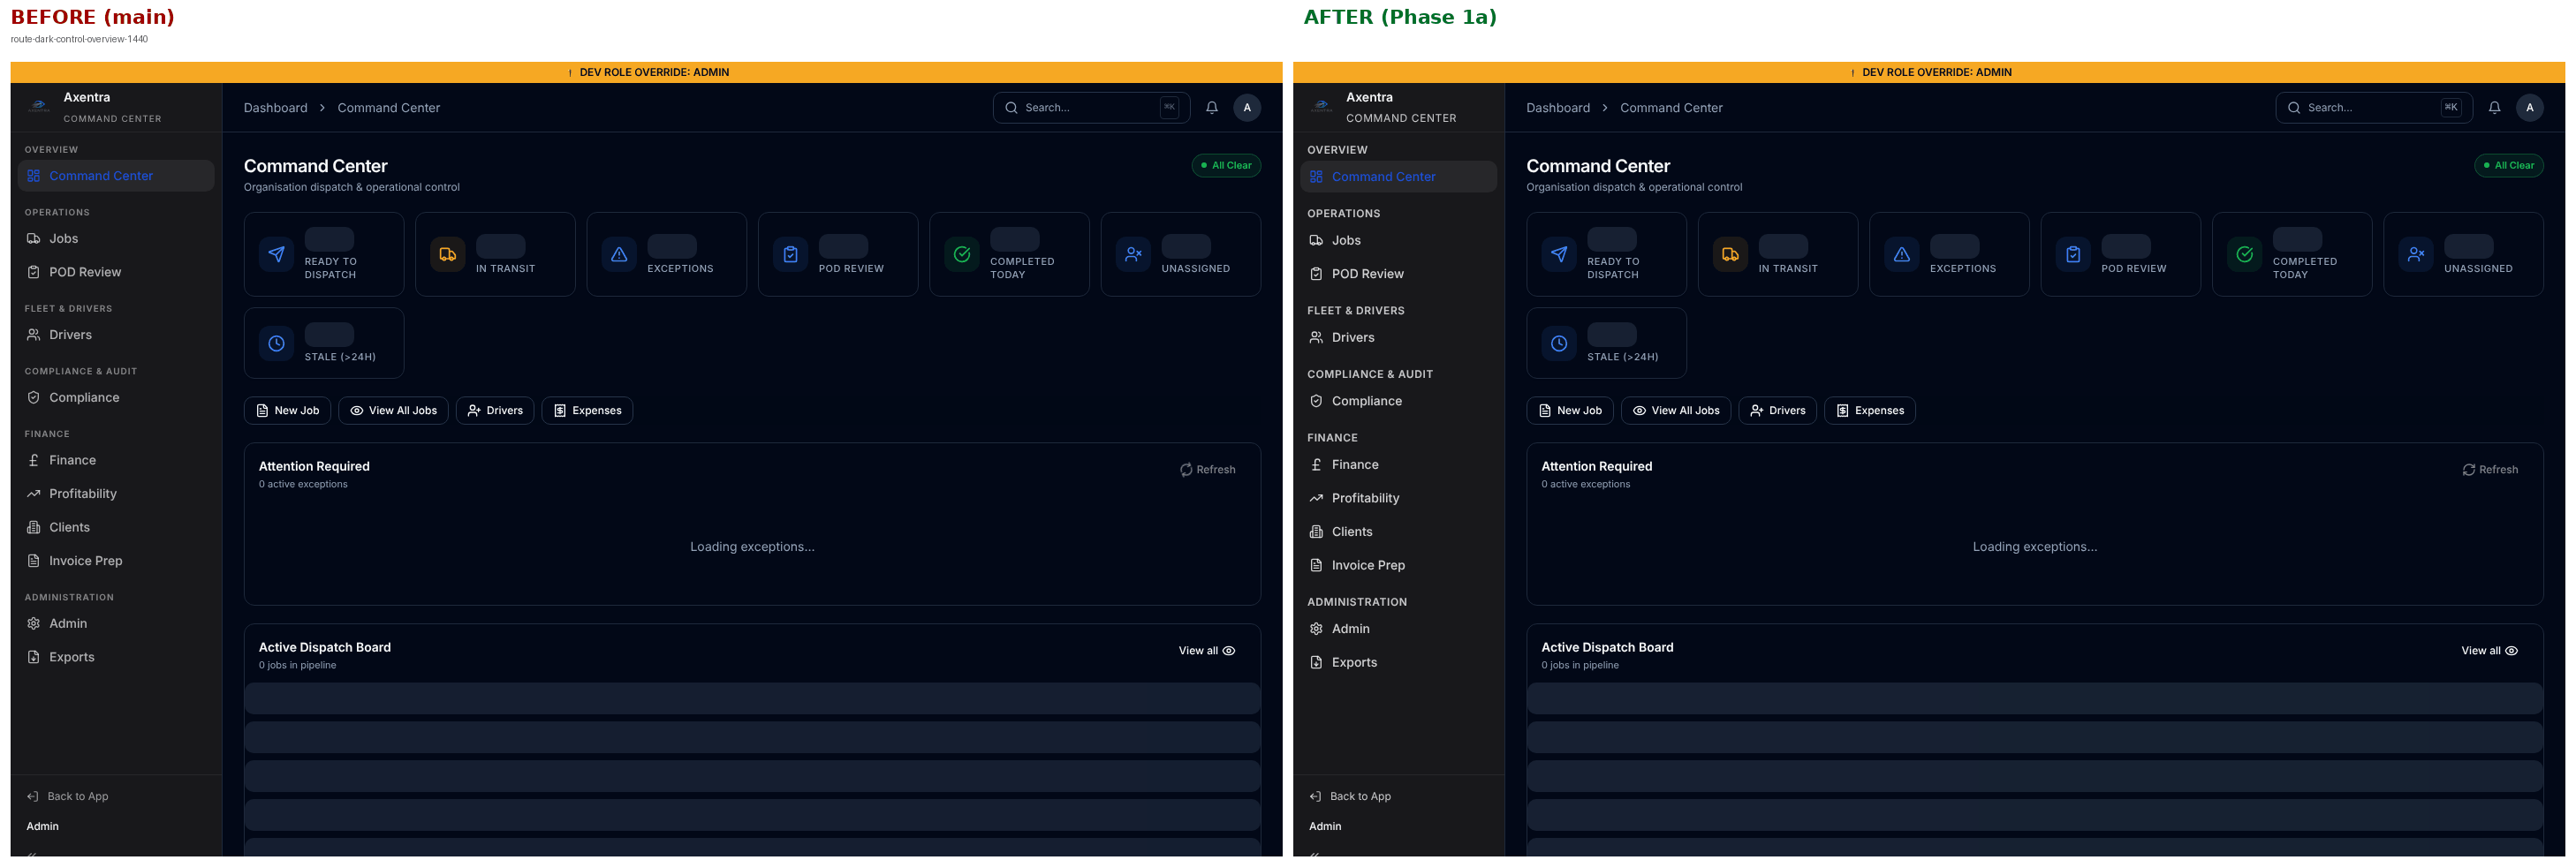 BEFORE (main)
route-dark-control-overview-1440
DEV ROLE OVERRIDE: ADMIN
Axentra
COMMAND CENTER
OVERVIEW
Command Center
OPERATIONS
Jobs
POD Review
FLEET & DRIVERS
Drivers
COMPLIANCE & AUDIT
Compliance
FINANCE
Finance
Profitability
Clients
Invoice Prep
ADMINISTRATION
Admin
Exports
Back to App
Admin
Dashboard > Command Center
Search...
⌘K
A
Command Center
Organisation dispatch & operational control
All Clear
READY TO
DISPATCH
IN TRANSIT
EXCEPTIONS
POD REVIEW
COMPLETED
TODAY
UNASSIGNED
STALE (>24H)
New Job
View All Jobs
Drivers
Expenses
Attention Required
0 active exceptions
Refresh
Loading exceptions...
Active Dispatch Board
0 jobs in pipeline
View all
AFTER (Phase 1a)
DEV ROLE OVERRIDE: ADMIN
Axentra
COMMAND CENTER
OVERVIEW
Command Center
OPERATIONS
Jobs
POD Review
FLEET & DRIVERS
Drivers
COMPLIANCE & AUDIT
Compliance
FINANCE
Finance
Profitability
Clients
Invoice Prep
ADMINISTRATION
Admin
Exports
Back to App
Admin
Dashboard > Command Center
Search...
⌘K
A
Command Center
Organisation dispatch & operational control
All Clear
READY TO
DISPATCH
IN TRANSIT
EXCEPTIONS
POD REVIEW
COMPLETED
TODAY
UNASSIGNED
STALE (>24H)
New Job
View All Jobs
Drivers
Expenses
Attention Required
0 active exceptions
Refresh
Loading exceptions...
Active Dispatch Board
0 jobs in pipeline
View all